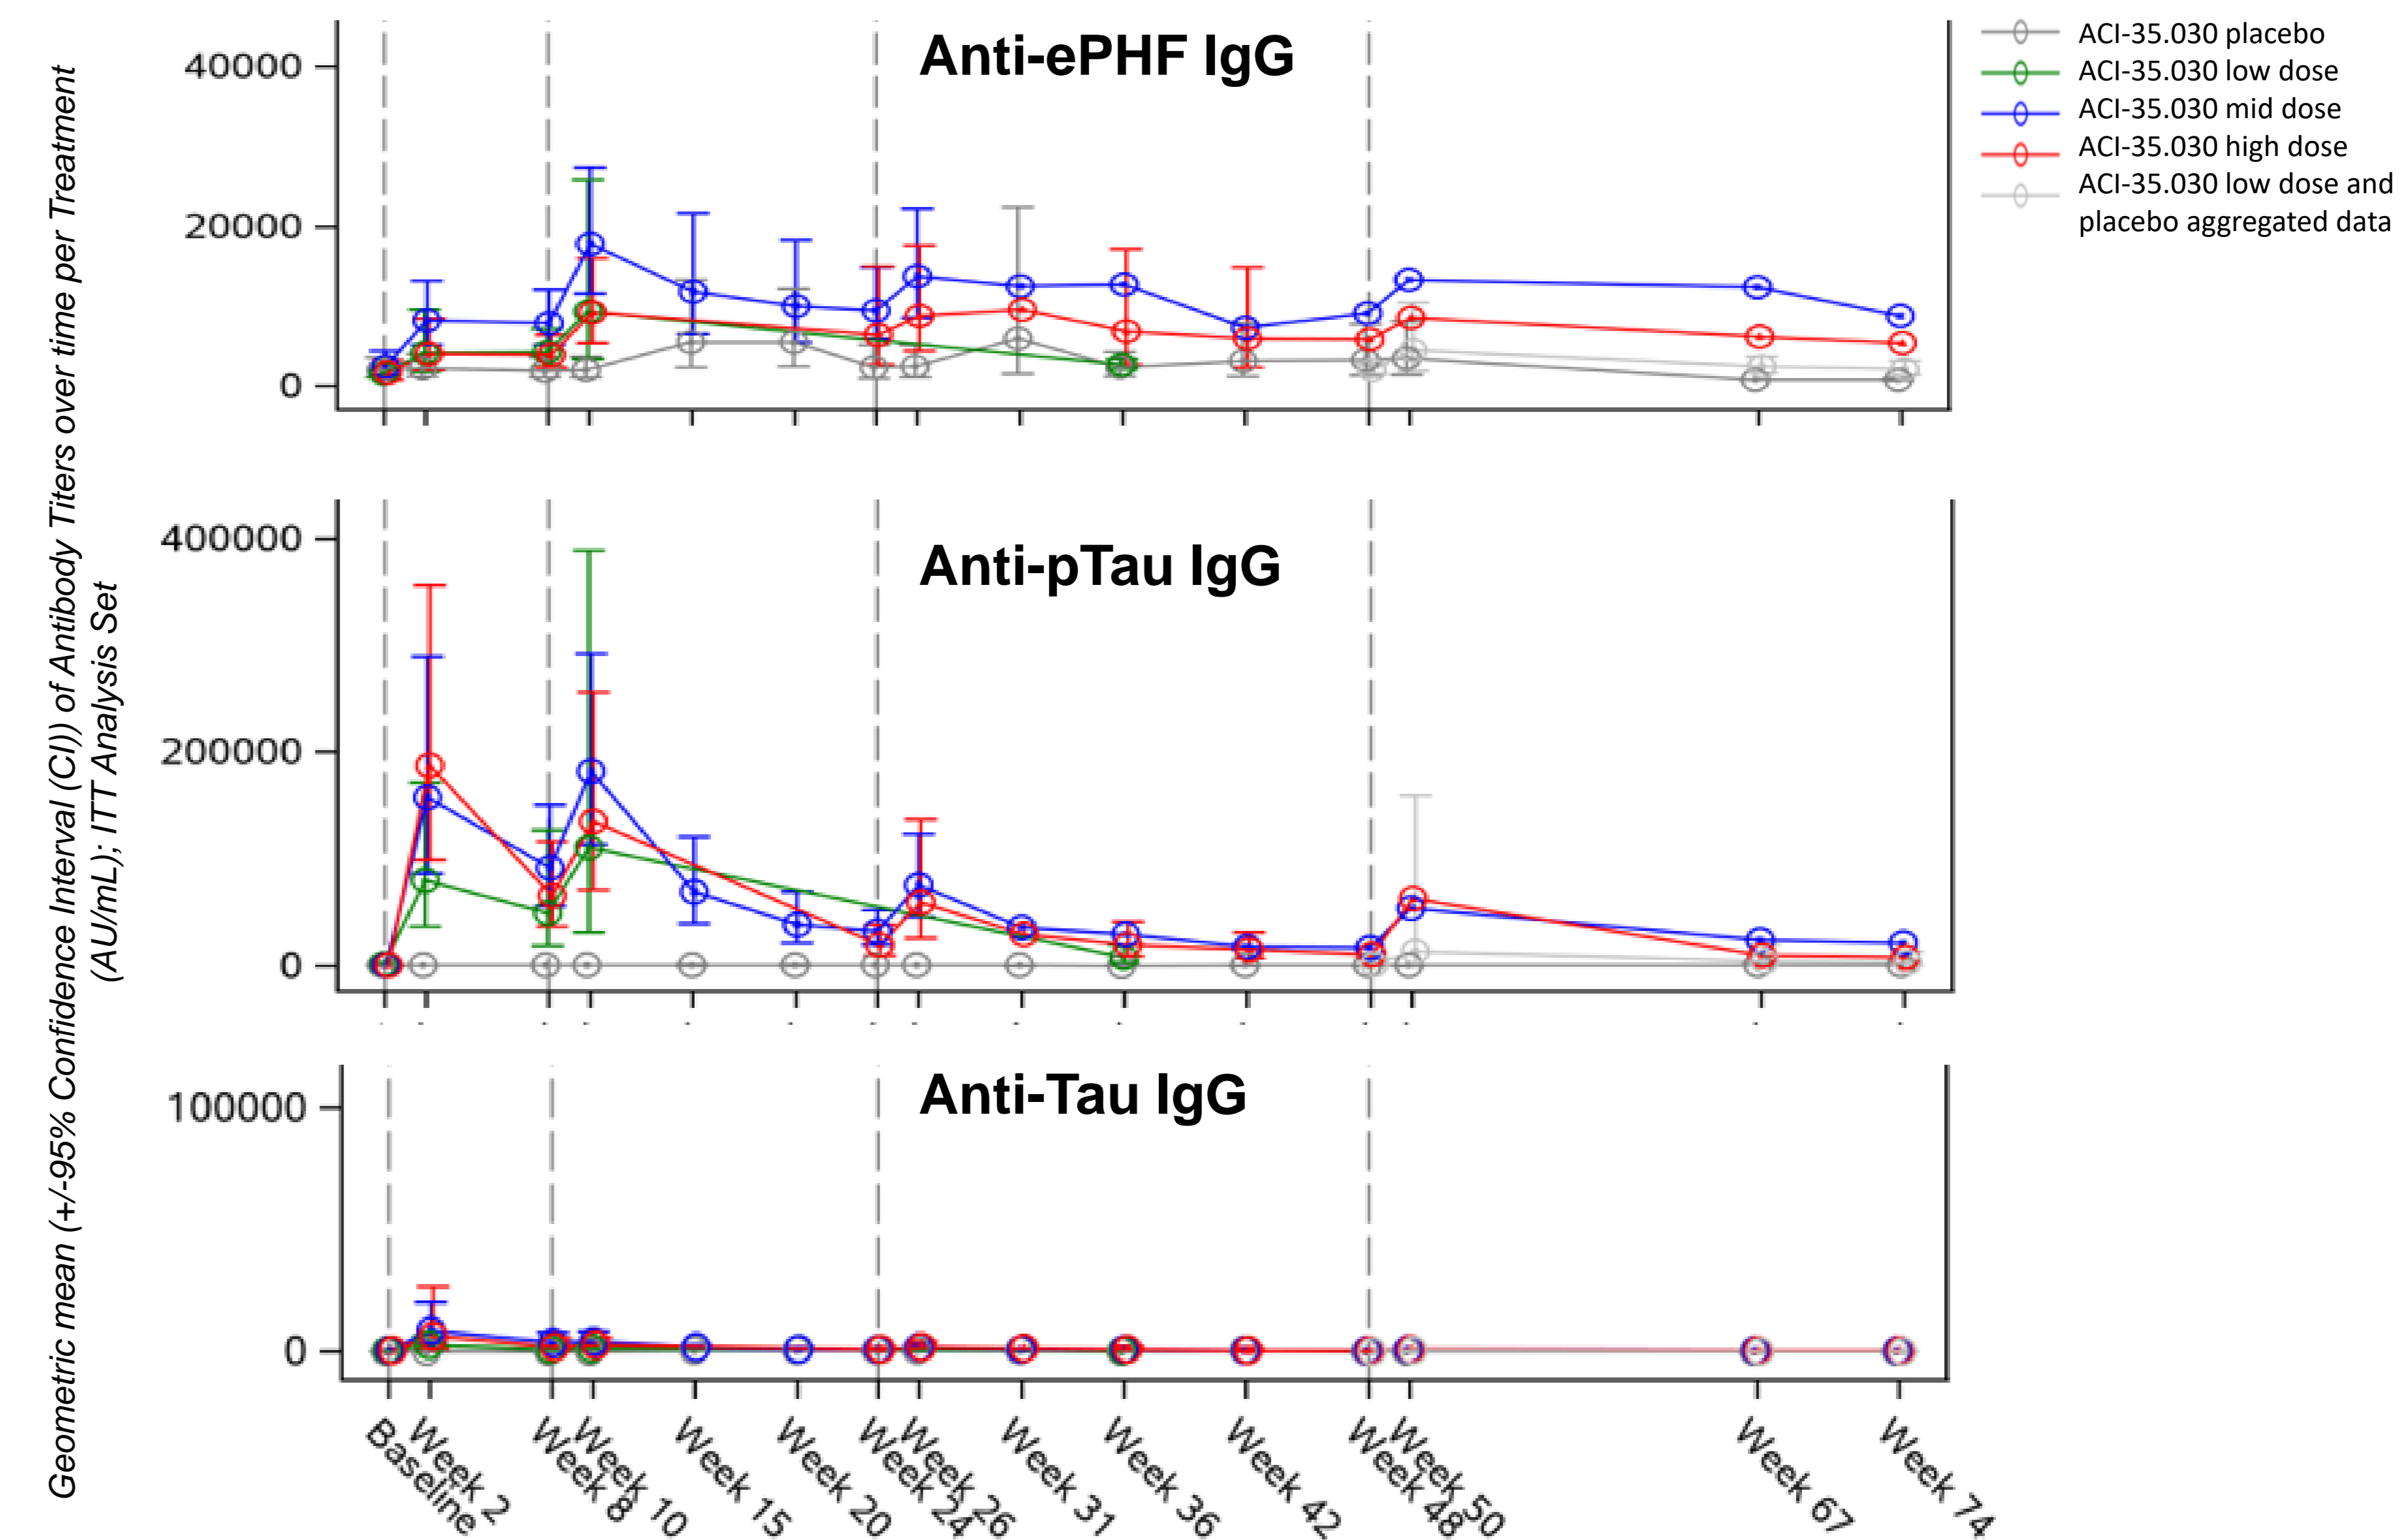 Geometric mean (+/-95% Confidence Interval (CI)) of Antibody Titers over time per Treatment
(AU/mL); ITT Analysis Set
Anti-ePHF IgG
40000
20000
0
ACI-35.030 placebo
ACI-35.030 low dose
ACI-35.030 mid dose
ACI-35.030 high dose
ACI-35.030 low dose and
placebo aggregated data
Anti-pTau IgG
400000
200000
0
Anti-Tau IgG
100000
0
Baseline
Week 2
Week 8
Week 10
Week 15
Week 20
Week 24
Week 26
Week 31
Week 36
Week 42
Week 48
Week 50
Week 67
Week 74